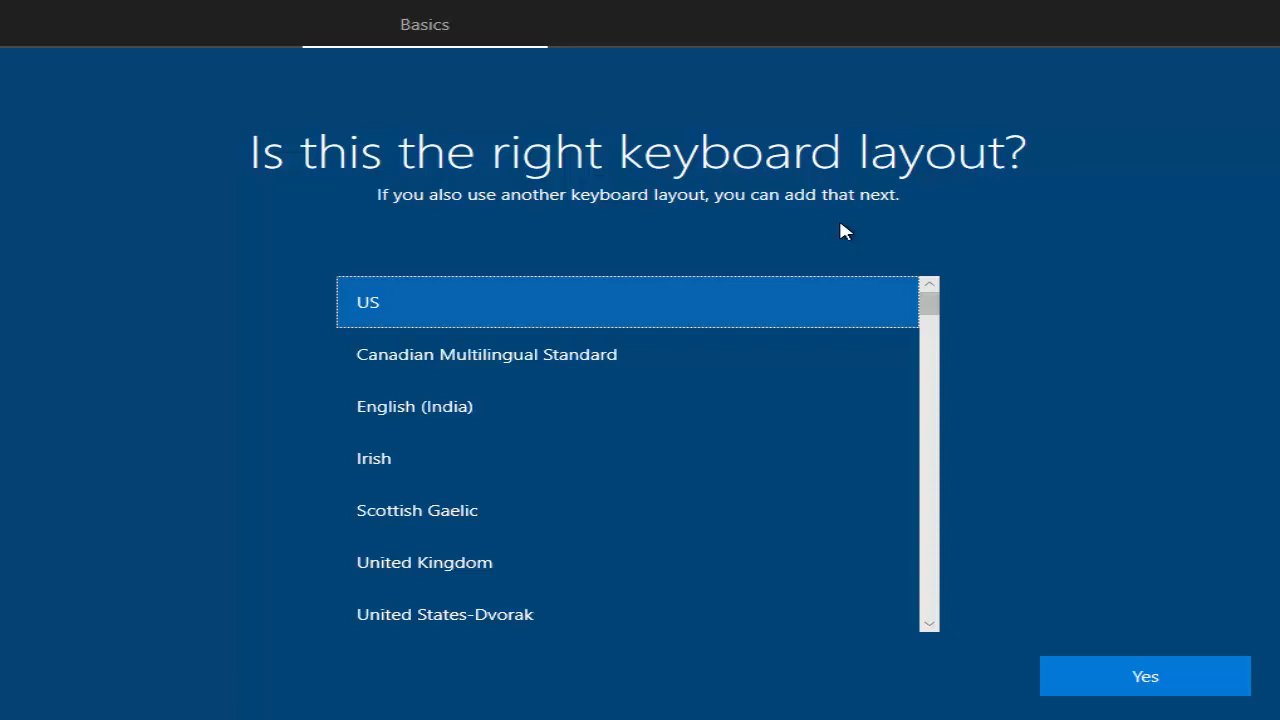 Basics
Is this the right keyboard layout?
If you also use another keyboard layout, you can add that next.
US
Canadian Multilingual Standard
English (India)
Irish
Scottish Gaelic
United Kingdom
United States-Dvorak
Yes